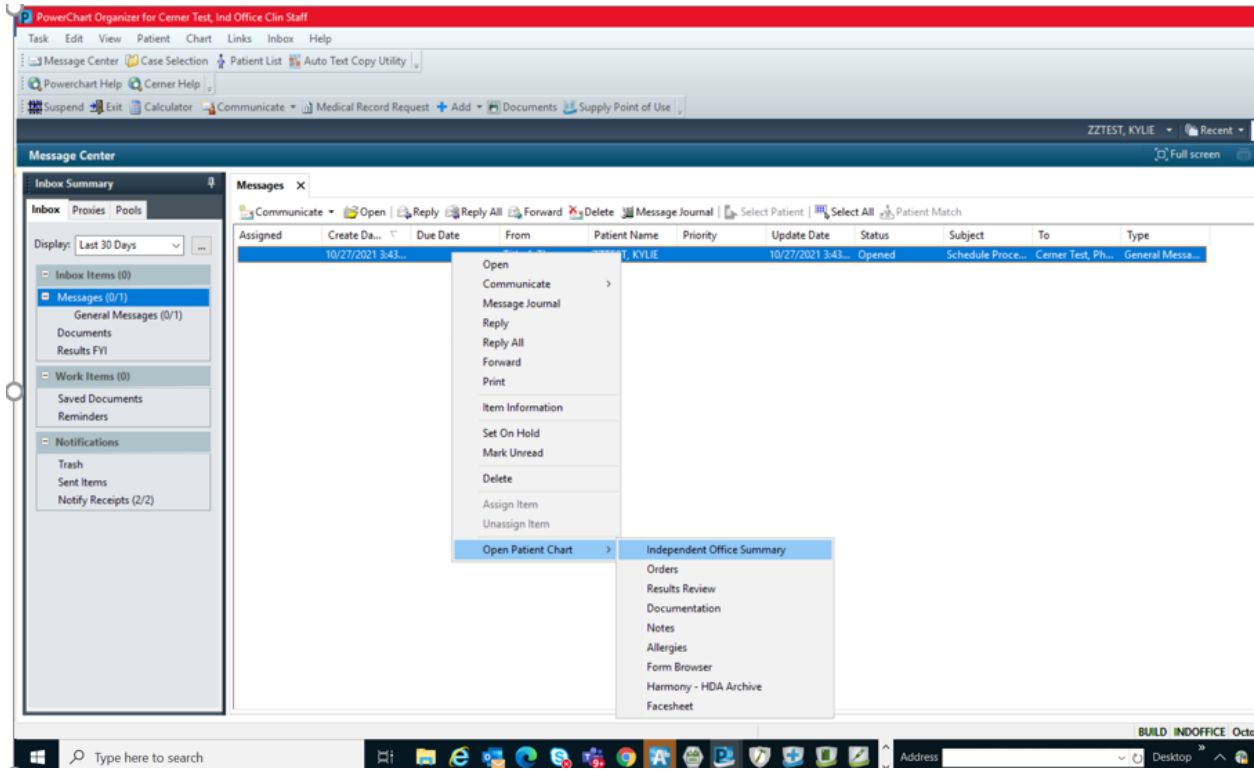 PowerChart Organizer for Cerner Test, Ind Office Clin Staff
Task Edit View Patient Chart Links Inbox Help
Message Center Case Selection Patient List Auto Text Copy Utility
Powerchart Help Cerner Help
Suspend Exit Calculator Communicate Medical Record Request Add Documents Supply Point of Use
ZZTEST, KYLIE Recent
Message Center Full screen
Inbox Summary
Inbox Proxies Pools
Display: Last 30 Days ...
Inbox Items (0)
Messages (0/1)
General Messages (0/1)
Documents
Results FYI
Work Items (0)
Saved Documents
Reminders
Notifications
Trash
Sent Items
Notify Receipts (2/2)
Messages X
Communicate Open Reply Reply All Forward Delete Message Journal Select Patient Select All Patient Match
Assigned Create Da... Due Date From Patient Name Priority Update Date Status Subject To Type
10/27/2021 3:43... KYLIE 10/27/2021 3:43... Opened Schedule Proce... Cerner Test, Ph... General Messa...
Open
Communicate >
Message Journal
Reply
Reply All
Forward
Print
Item Information
Set On Hold
Mark Unread
Delete
Assign Item
Unassign Item
Open Patient Chart >
Independent Office Summary
Orders
Results Review
Documentation
Notes
Allergies
Form Browser
Harmony - HDA Archive
Facesheet
BUILD INDOFFICE Octo
Type here to search
Address
Desktop